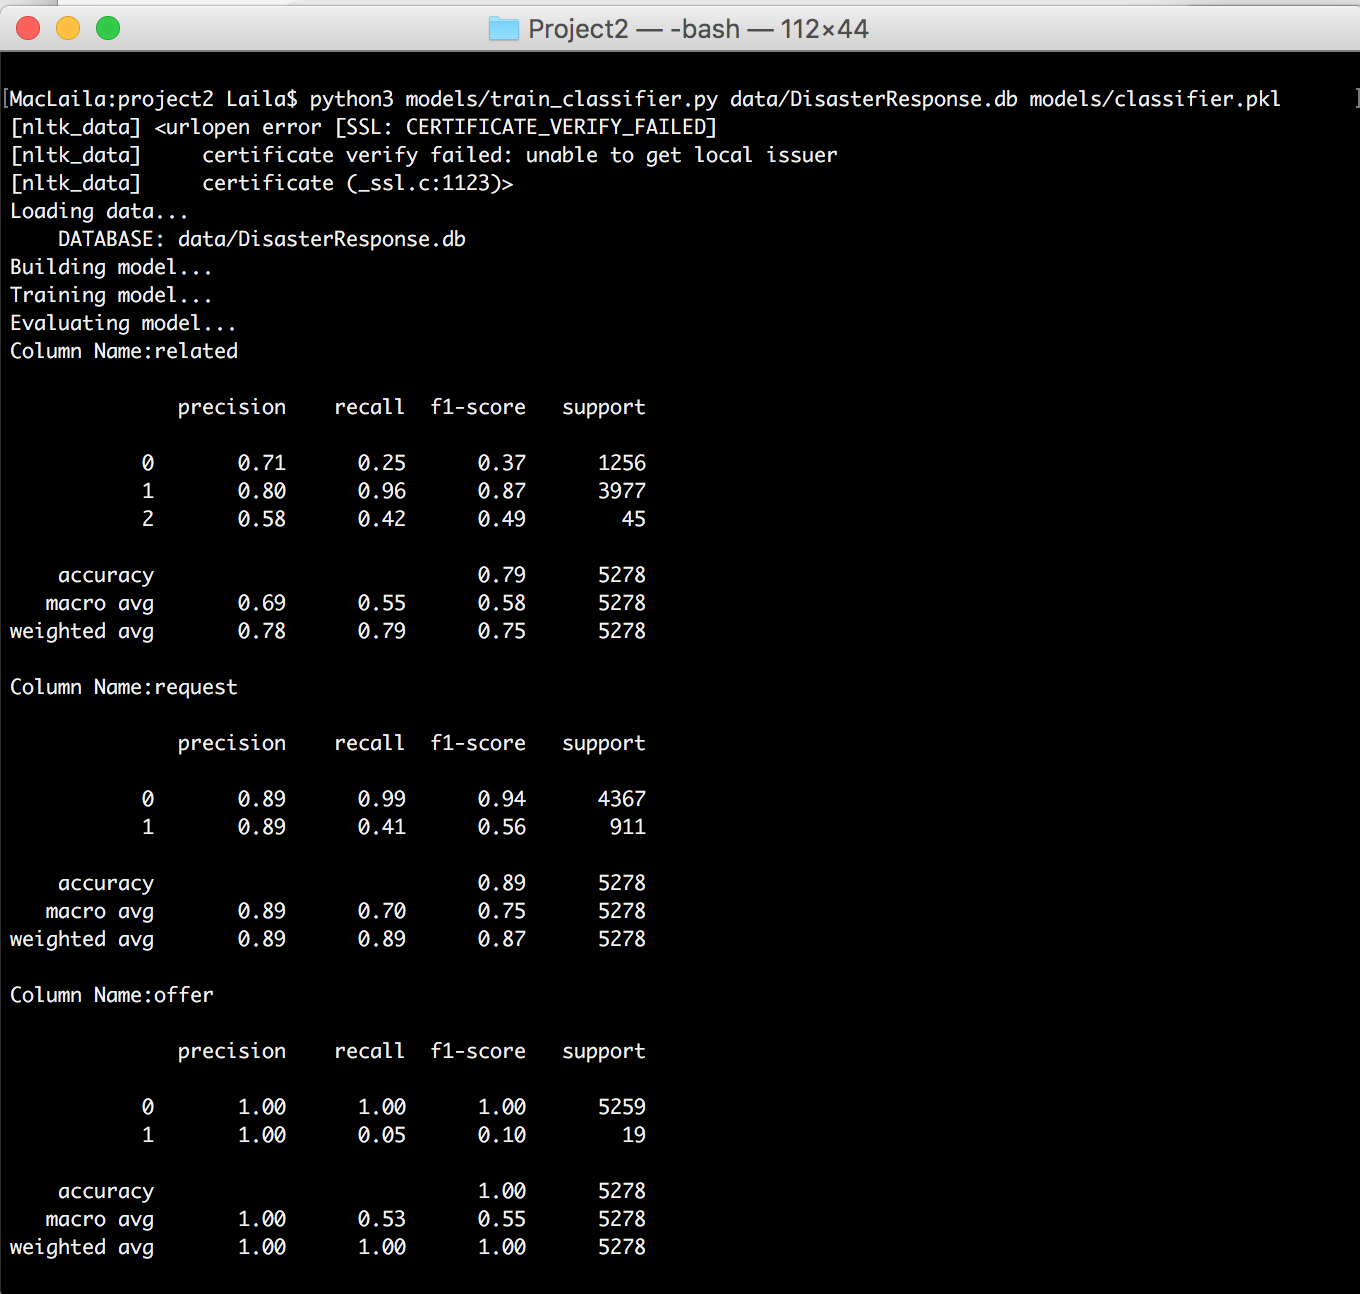 Project2 — -bash — 112×44
[MacLaila:project2 Laila$ python3 models/train_classifier.py data/DisasterResponse.db models/classifier.pkl ]
[nltk_data] <urlopen error [SSL: CERTIFICATE_VERIFY_FAILED]
[nltk_data]     certificate verify failed: unable to get local issuer
[nltk_data]     certificate (_ssl.c:1123)>
Loading data...
    DATABASE: data/DisasterResponse.db
Building model...
Training model...
Evaluating model...
Column Name:related
              precision    recall  f1-score   support
           0       0.71      0.25      0.37      1256
           1       0.80      0.96      0.87      3977
           2       0.58      0.42      0.49        45
    accuracy                           0.79      5278
   macro avg       0.69      0.55      0.58      5278
weighted avg       0.78      0.79      0.75      5278
Column Name:request
              precision    recall  f1-score   support
           0       0.89      0.99      0.94      4367
           1       0.89      0.41      0.56       911
    accuracy                           0.89      5278
   macro avg       0.89      0.70      0.75      5278
weighted avg       0.89      0.89      0.87      5278
Column Name:offer
              precision    recall  f1-score   support
           0       1.00      1.00      1.00      5259
           1       1.00      0.05      0.10        19
    accuracy                           1.00      5278
   macro avg       1.00      0.53      0.55      5278
weighted avg       1.00      1.00      1.00      5278